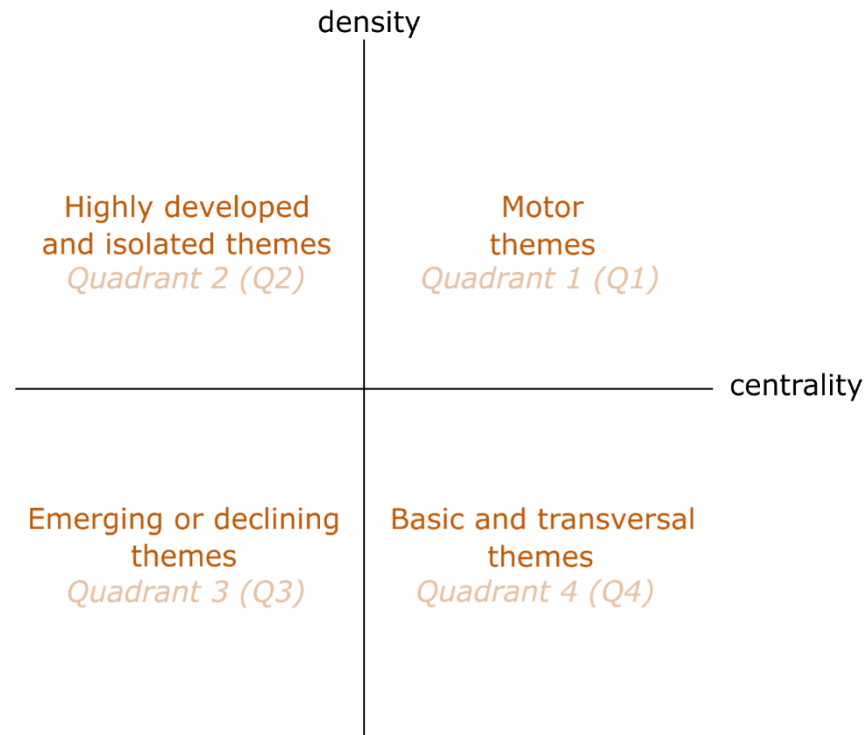 density
Highly developed
and isolated themes
Quadrant 2 (Q2)
Motor
themes
Quadrant 1 (Q1)
centrality
Emerging or declining
themes
Quadrant 3 (Q3)
Basic and transversal
themes
Quadrant 4 (Q4)